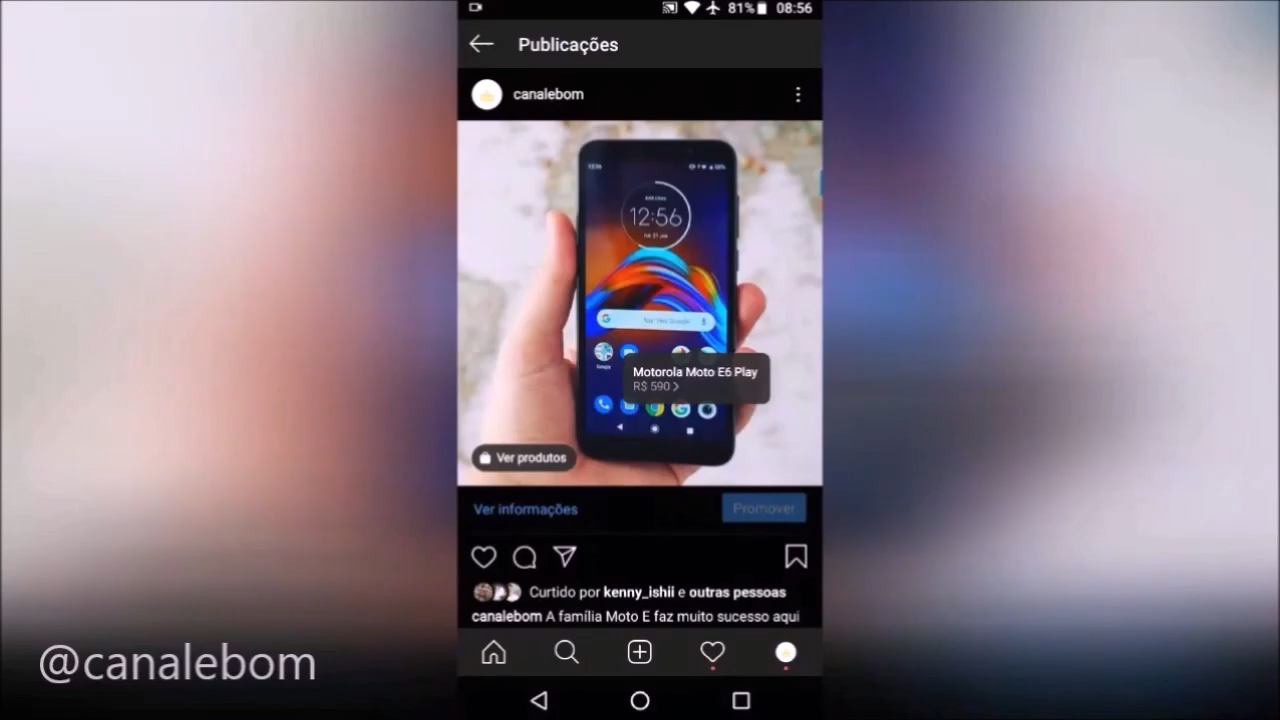 81% 08:56
Publicações
canalebom
12:56
Motorola Moto E6 Play
R$ 590 >
Ver produtos
Ver informações
Promover
Curtido por kenny_ishii e outras pessoas
canalebom A família Moto E faz muito sucesso aqui
@canalebom